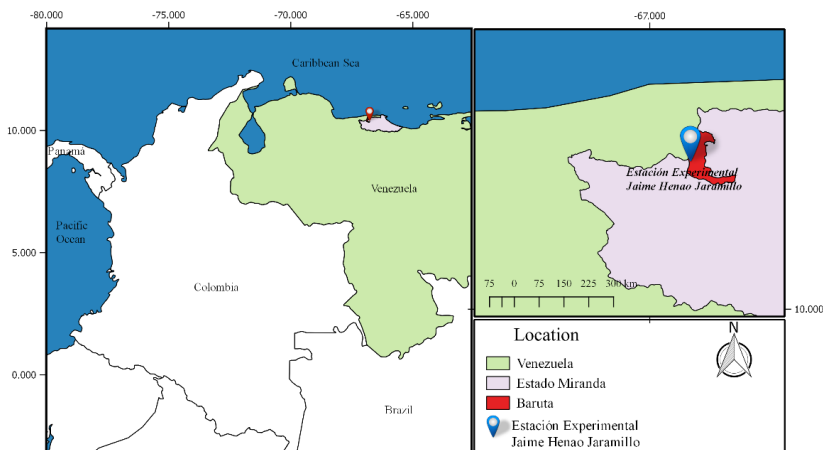 -80.000
-75.000
-70.000
-65.000
-67.000
Caribbean Sea
10.000
Panamá
Venezuela
Estación Experimental
Jaime Henao Jaramillo
Pacific
Ocean
5.000
Colombia
75 0 75 150 225 300 km
10.000
Location
N
Venezuela
0.000
Estado Miranda
Baruta
Brazil
Estación Experimental
Jaime Henao Jaramillo